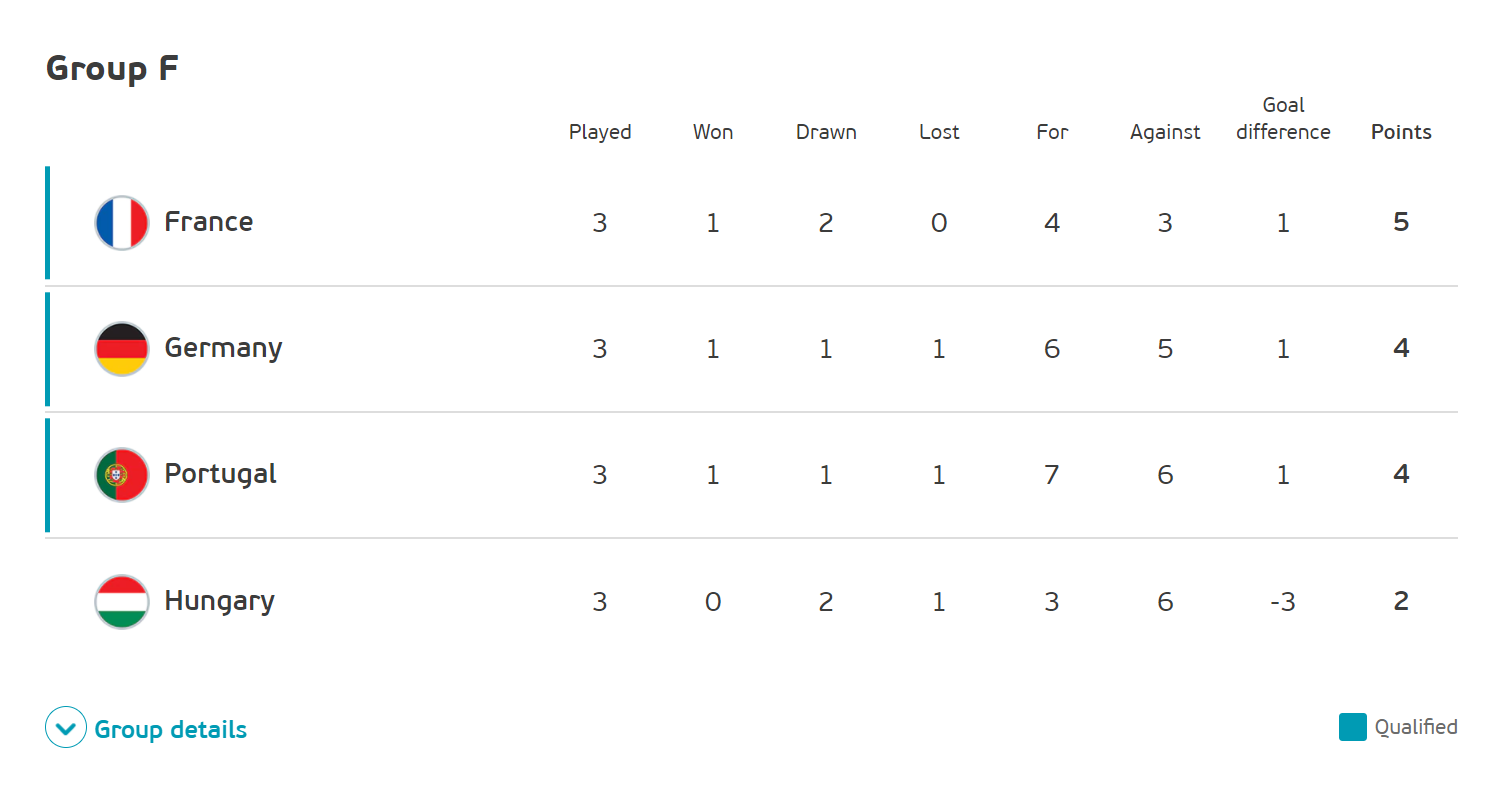 Group F
Played Won Drawn Lost For Against Goal difference Points
France 3 1 2 0 4 3 1 5
Germany 3 1 1 1 6 5 1 4
Portugal 3 1 1 1 7 6 1 4
Hungary 3 0 2 1 3 6 -3 2
Group details Qualified